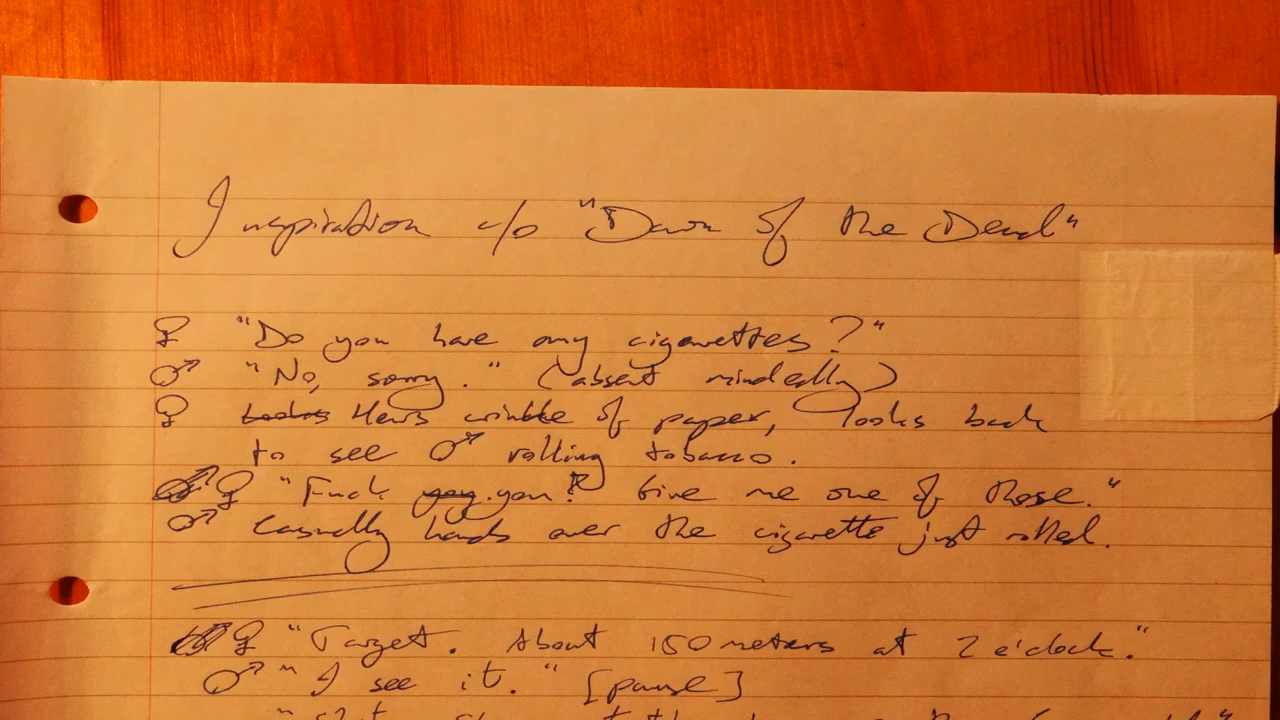 Inspiration c/o "Dawn of the Dead"
♀ "Do you have any cigarettes?"
♂ "No, sorry." (absent mindedly)
♀ Hears crinkle of paper, looks back
to see ♂ rolling tobacco.
♀ "Fuck you! Give me one of those."
♂ Casually hands over the cigarette just rolled.
♀ "Target. About 150 meters at 2 o'clock."
♂ "I see it." [pause]